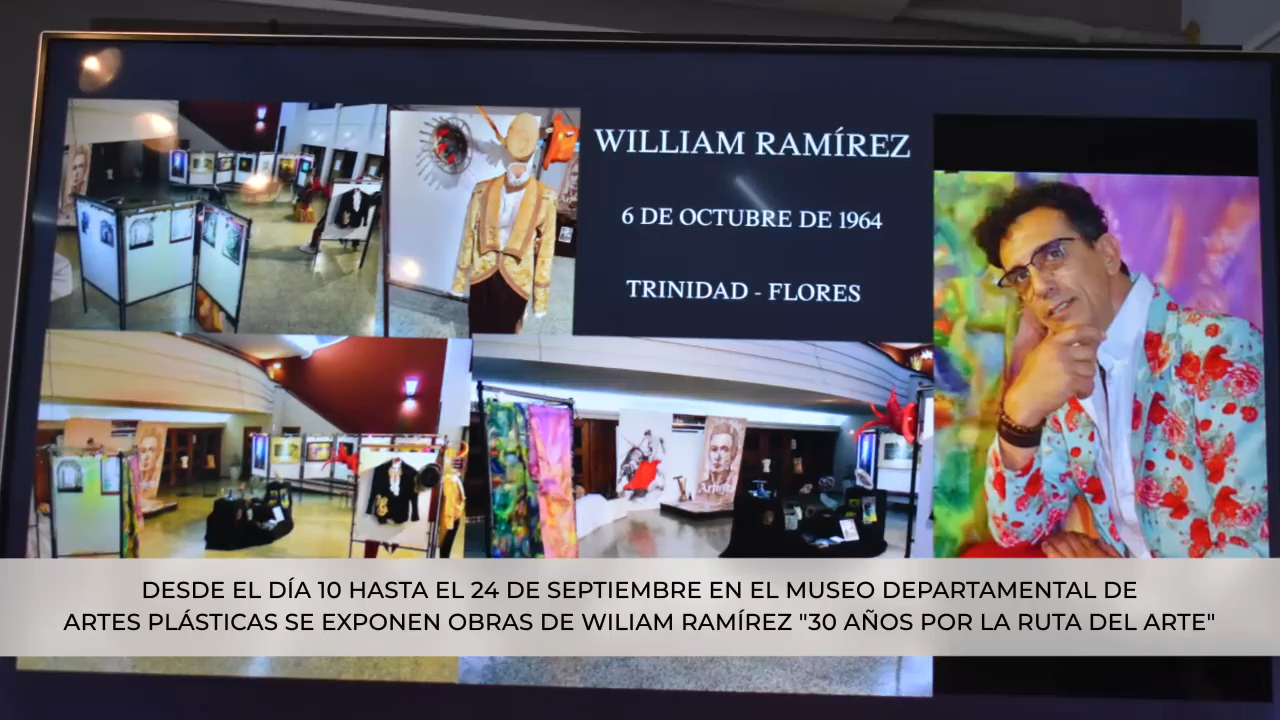 WILLIAM RAMÍREZ
6 DE OCTUBRE DE 1964
TRINIDAD - FLORES
DESDE EL DÍA 10 HASTA EL 24 DE SEPTIEMBRE EN EL MUSEO DEPARTAMENTAL DE
ARTES PLÁSTICAS SE EXPONEN OBRAS DE WILIAM RAMÍREZ "30 AÑOS POR LA RUTA DEL ARTE"